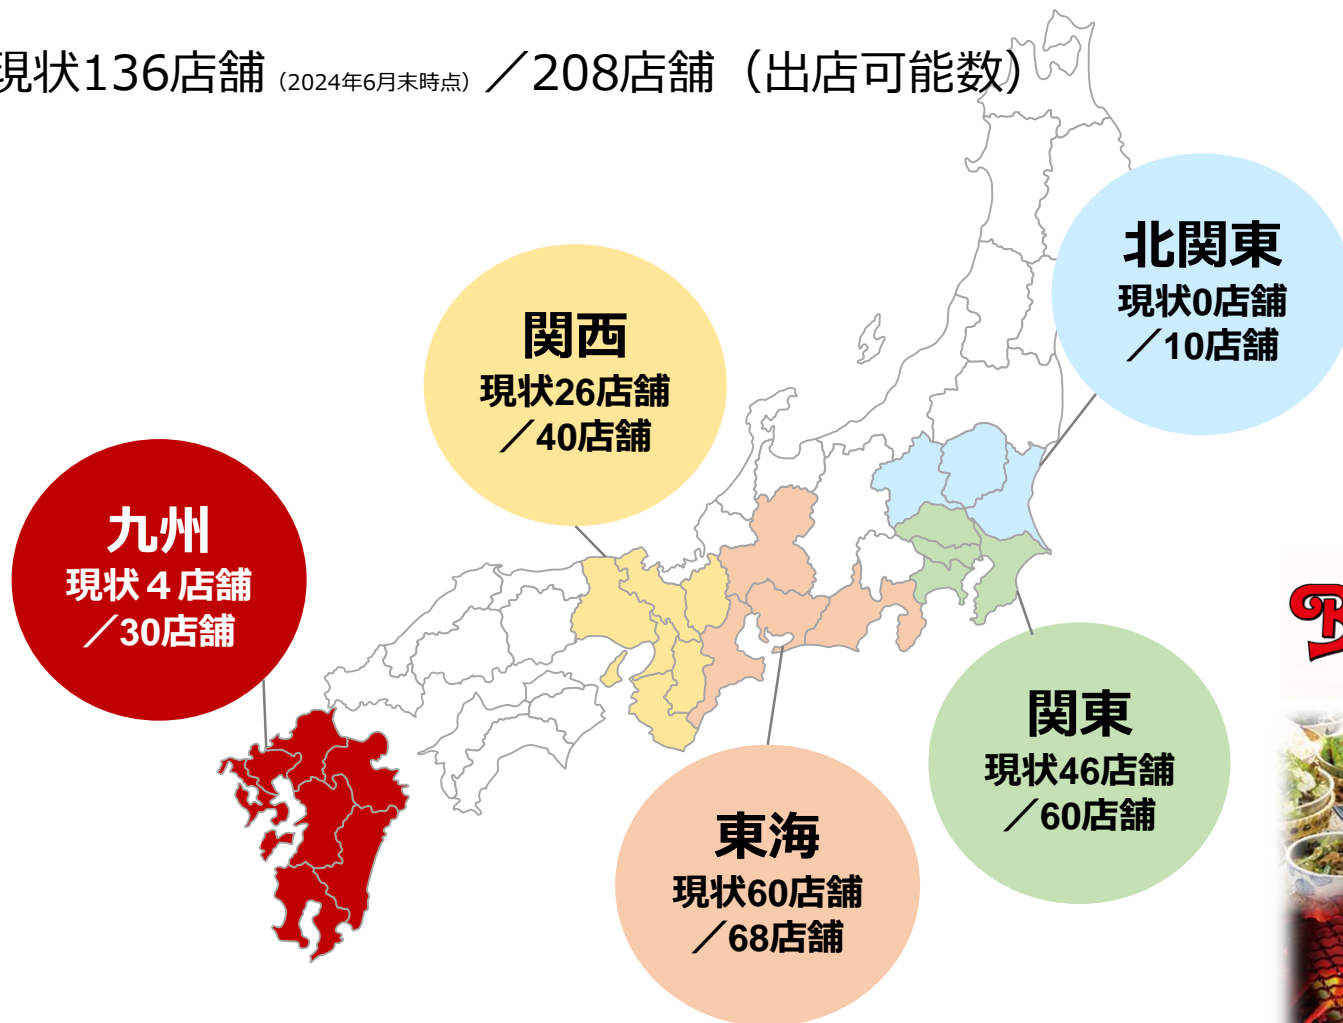 現状136店舗（2024年6月末時点）／208店舗（出店可能数）
北関東
現状0店舗
／10店舗
関西
現状26店舗
／40店舗
九州
現状４店舗
／30店舗
関東
現状46店舗
／60店舗
東海
現状60店舗
／68店舗